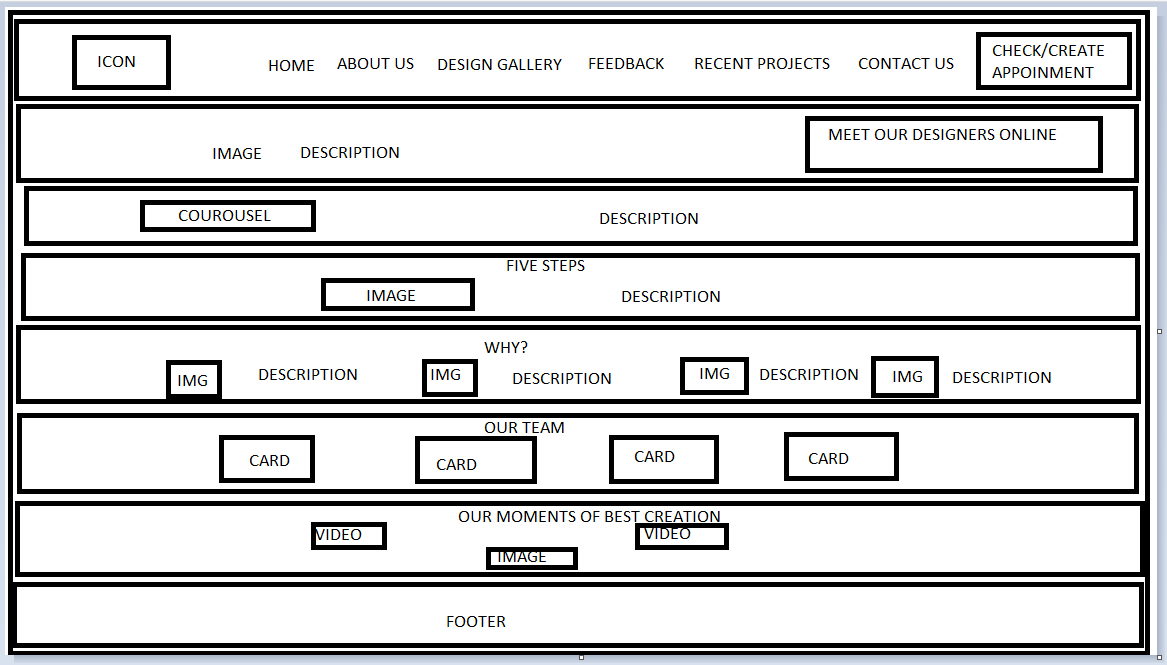 ICON
HOME
ABOUT US
DESIGN GALLERY
FEEDBACK
RECENT PROJECTS
CONTACT US
CHECK/CREATE
APPOINMENT
IMAGE
DESCRIPTION
MEET OUR DESIGNERS ONLINE
COUROUSEL
DESCRIPTION
FIVE STEPS
IMAGE
DESCRIPTION
WHY?
IMG
DESCRIPTION
IMG
DESCRIPTION
IMG
DESCRIPTION
IMG
DESCRIPTION
OUR TEAM
CARD
CARD
CARD
CARD
OUR MOMENTS OF BEST CREATION
VIDEO
IMAGE
VIDEO
FOOTER